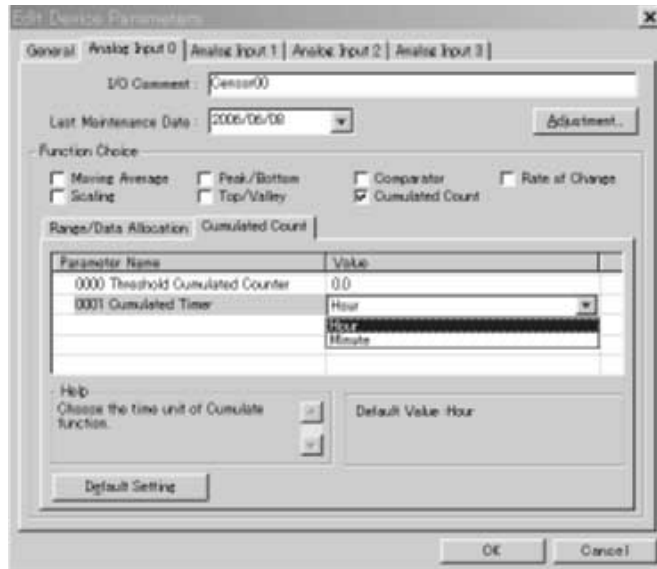 Edit Device Parameters
General Analog Input 0 Analog Input 1 Analog Input 2 Analog Input 3
I/O Comment : Censor00
Last Maintenance Date : 2006/06/08 Adjustment..
Function Choice
Moving Average Peak/Bottom Comparator Rate of Change
Scaling Top/Valley Cumulated Count
Range/Data Allocation Cumulated Count
Parameter Name Value
0000 Threshold Cumulated Counter 0.0
0001 Cumulated Timer Hour
Hour
Minute
Help
Choose the time unit of Cumulate
function.
Default Value :Hour
Default Setting
OK Cancel